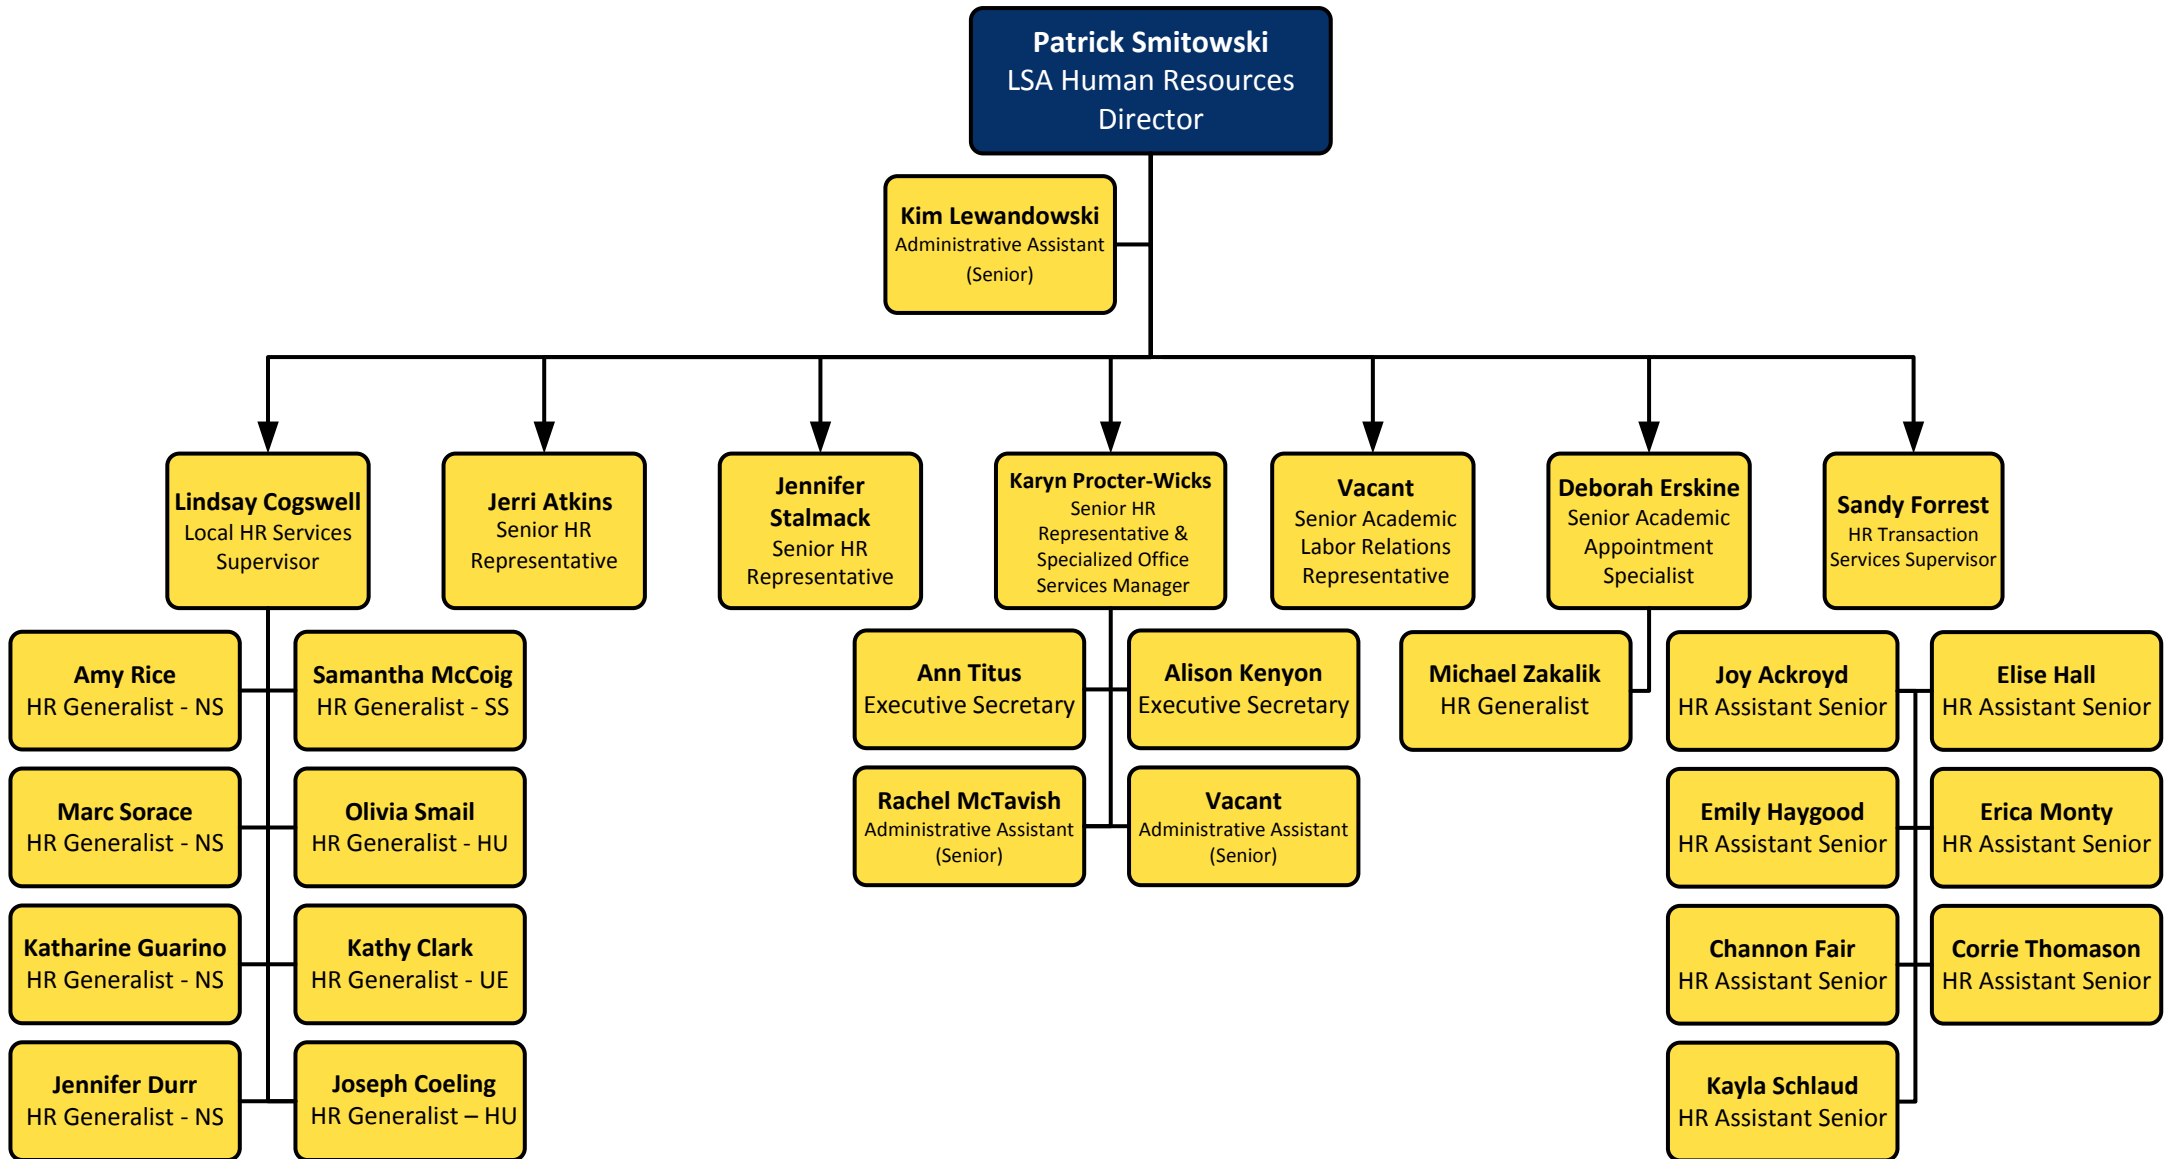 Patrick Smitowski
LSA Human Resources
Director
Kim Lewandowski
Administrative Assistant
(Senior)
Lindsay Cogswell
Local HR Services
Supervisor
Jerri Atkins
Senior HR
Representative
Jennifer
Stalmack
Senior HR
Representative
Karyn Procter-Wicks
Senior HR
Representative &
Specialized Office
Services Manager
Vacant
Senior Academic
Labor Relations
Representative
Deborah Erskine
Senior Academic
Appointment
Specialist
Sandy Forrest
HR Transaction
Services Supervisor
Amy Rice
HR Generalist - NS
Samantha McCoig
HR Generalist - SS
Marc Sorace
HR Generalist - NS
Olivia Smail
HR Generalist - HU
Katharine Guarino
HR Generalist - NS
Kathy Clark
HR Generalist - UE
Jennifer Durr
HR Generalist - NS
Joseph Coeling
HR Generalist – HU
Ann Titus
Executive Secretary
Alison Kenyon
Executive Secretary
Rachel McTavish
Administrative Assistant
(Senior)
Vacant
Administrative Assistant
(Senior)
Michael Zakalik
HR Generalist
Joy Ackroyd
HR Assistant Senior
Elise Hall
HR Assistant Senior
Emily Haygood
HR Assistant Senior
Erica Monty
HR Assistant Senior
Channon Fair
HR Assistant Senior
Corrie Thomason
HR Assistant Senior
Kayla Schlaud
HR Assistant Senior